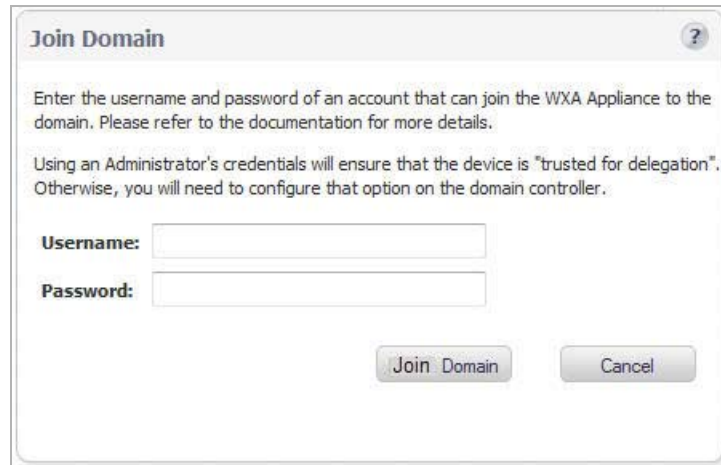 Join Domain ?
Enter the username and password of an account that can join the WXA Appliance to the
domain. Please refer to the documentation for more details.
Using an Administrator's credentials will ensure that the device is "trusted for delegation".
Otherwise, you will need to configure that option on the domain controller.
Username:
Password:
Join Domain Cancel